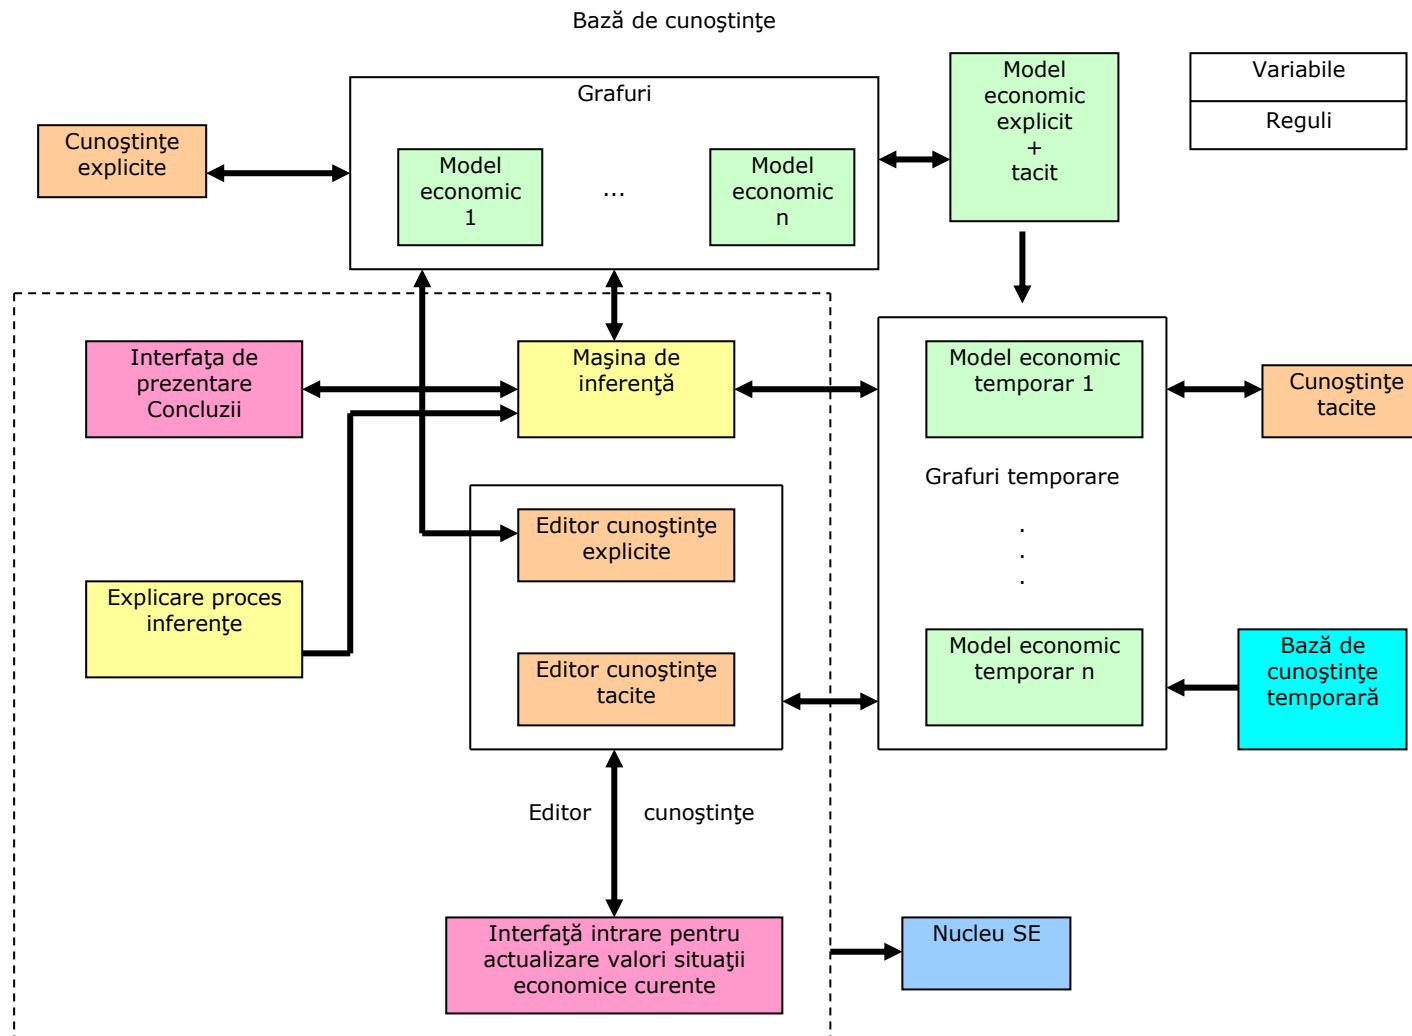 Bază de cunoştinţe
Grafuri
Model
economic
explicit
+
tacit
Variabile
Reguli
Cunoştinţe
explicite
Model
economic
1
...
Model
economic
n
Interfaţa de
prezentare
Concluzii
Maşina de
inferenţă
Model economic
temporar 1
Cunoştinţe
tacite
Grafuri temporare
.
.
.
Editor cunoştinţe
explicite
Explicare proces
inferenţe
Editor cunoştinţe
tacite
Model economic
temporar n
Bază de
cunoştinţe
temporară
Editor cunoştinţe
Interfaţă intrare pentru
actualizare valori situaţii
economice curente
Nucleu SE